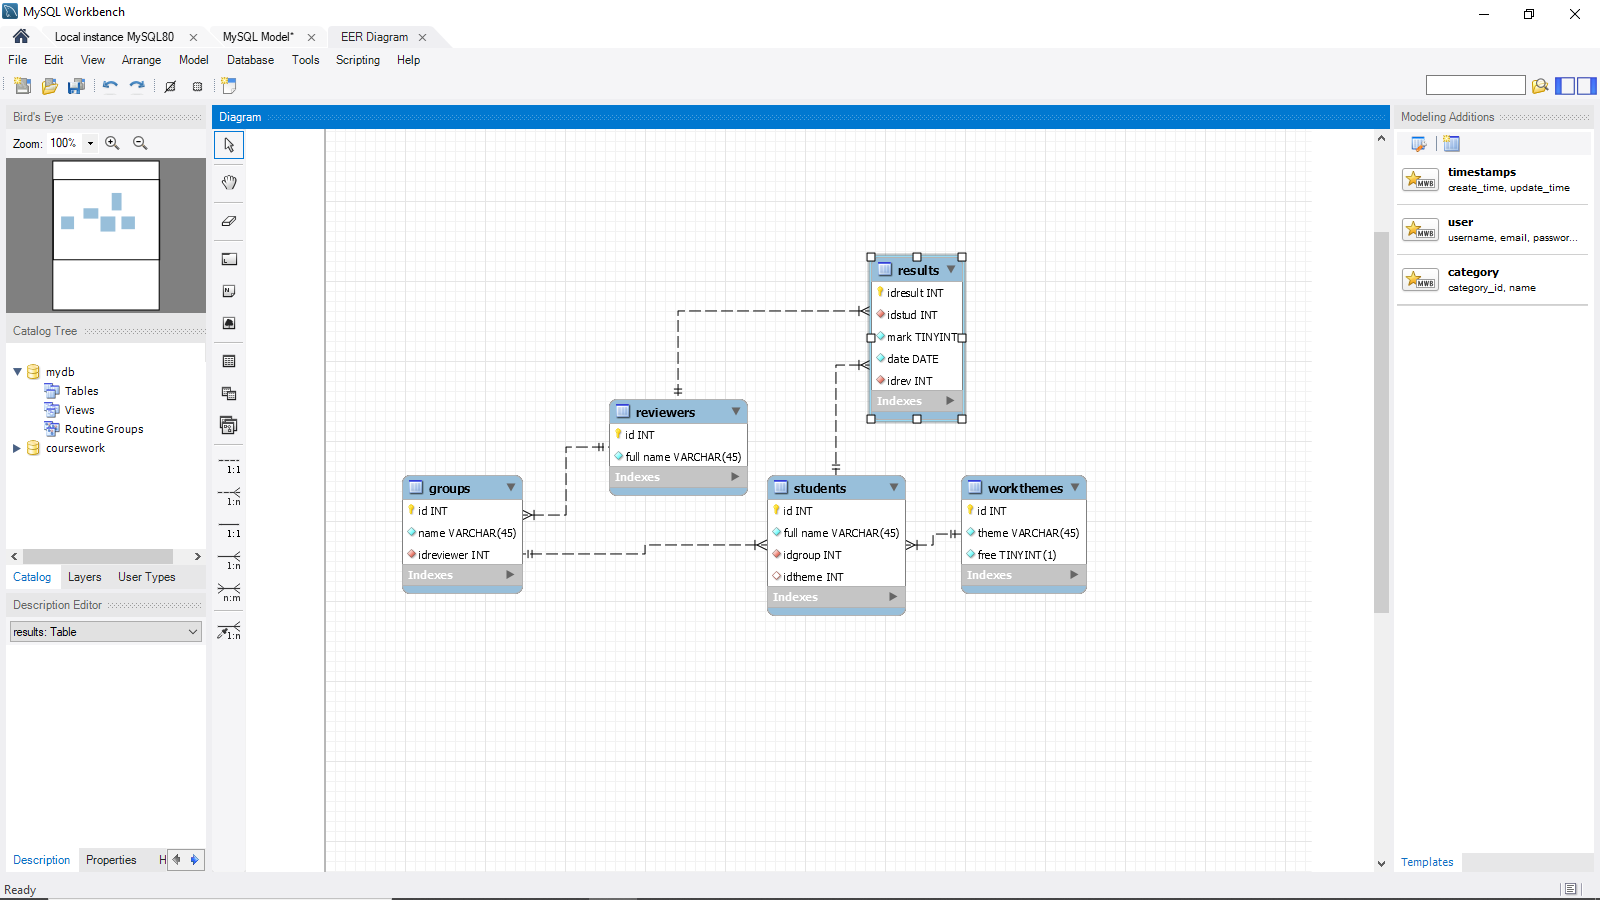 MySQL Workbench
Local instance MySQL80
MySQL Model*
EER Diagram
File Edit View Arrange Model Database Tools Scripting Help
Bird's Eye
Zoom: 100%
Catalog Tree
mydb
Tables
Views
Routine Groups
coursework
Catalog Layers User Types
Description Editor
results: Table
Description Properties H
Ready
Diagram
1:1
1:n
1:1
1:n
n:m
1:n
results
idresult INT
idstud INT
mark TINYINT
date DATE
idrev INT
Indexes
reviewers
id INT
full name VARCHAR(45)
Indexes
groups
id INT
name VARCHAR(45)
idreviewer INT
Indexes
students
id INT
full name VARCHAR(45)
idgroup INT
idtheme INT
Indexes
workthemes
id INT
theme VARCHAR(45)
free TINYINT(1)
Indexes
Modeling Additions
MWB
timestamps
create_time, update_time
MWB
user
username, email, passwor...
MWB
category
category_id, name
Templates